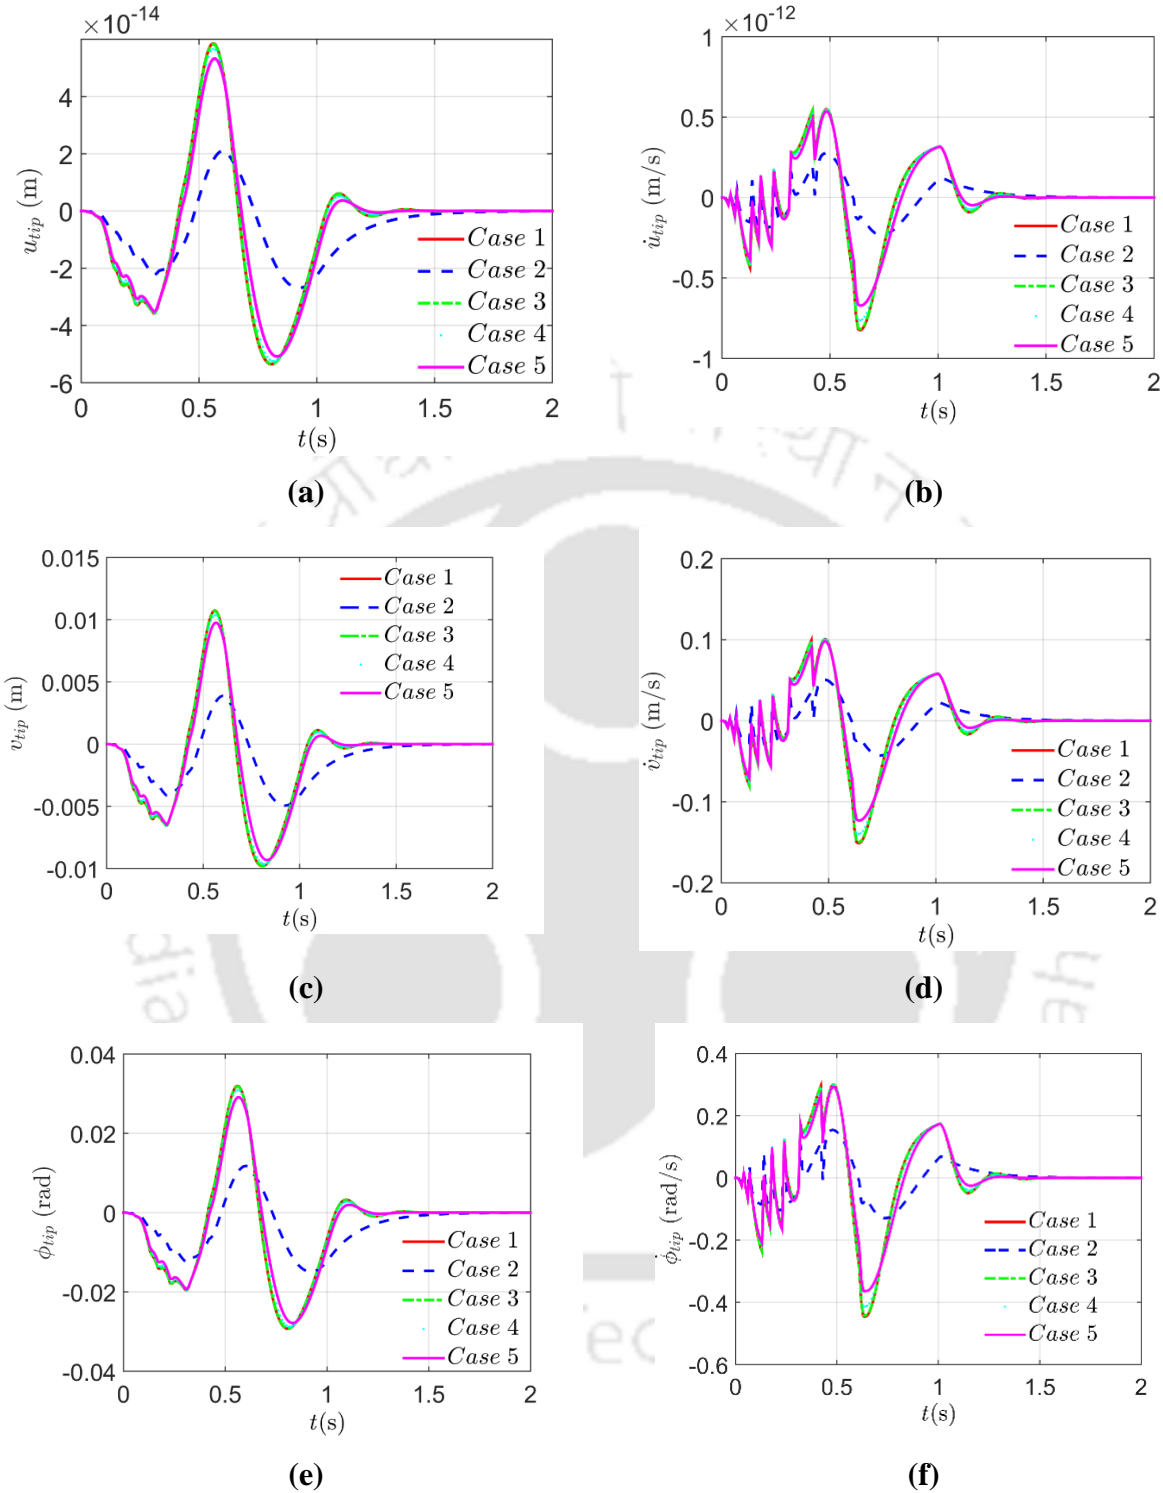 ×10⁻¹⁴
4
2
0
-2
-4
-6
0 0.5 1 1.5 2
u_tip (m)
t(s)
Case 1
Case 2
Case 3
Case 4
Case 5
(a)
×10⁻¹²
1
0.5
0
-0.5
-1
0 0.5 1 1.5 2
u̇_tip (m/s)
t(s)
Case 1
Case 2
Case 3
Case 4
Case 5
(b)
0.015
0.01
0.005
0
-0.005
-0.01
0 0.5 1 1.5 2
v_tip (m)
t(s)
Case 1
Case 2
Case 3
Case 4
Case 5
(c)
0.2
0.1
0
-0.1
-0.2
0 0.5 1 1.5 2
v̇_tip (m/s)
t(s)
Case 1
Case 2
Case 3
Case 4
Case 5
(d)
0.04
0.02
0
-0.02
-0.04
0 0.5 1 1.5 2
ϕ_tip (rad)
t(s)
Case 1
Case 2
Case 3
Case 4
Case 5
(e)
0.4
0.2
0
-0.2
-0.4
-0.6
0 0.5 1 1.5 2
ϕ̇_tip (rad/s)
t(s)
Case 1
Case 2
Case 3
Case 4
Case 5
(f)